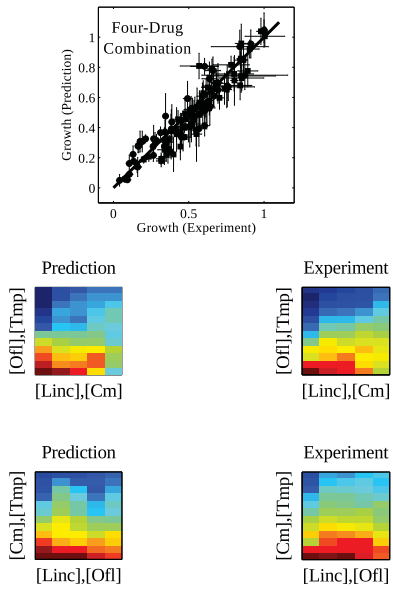 Four-Drug
Combination
Growth (Prediction)
1
0.8
0.6
0.4
0.2
0
0
0.5
1
Growth (Experiment)
Prediction
Experiment
[Ofl],[Tmp]
[Ofl],[Tmp]
[Linc],[Cm]
[Linc],[Cm]
Prediction
Experiment
[Cm],[Tmp]
[Cm],[Tmp]
[Linc],[Ofl]
[Linc],[Ofl]